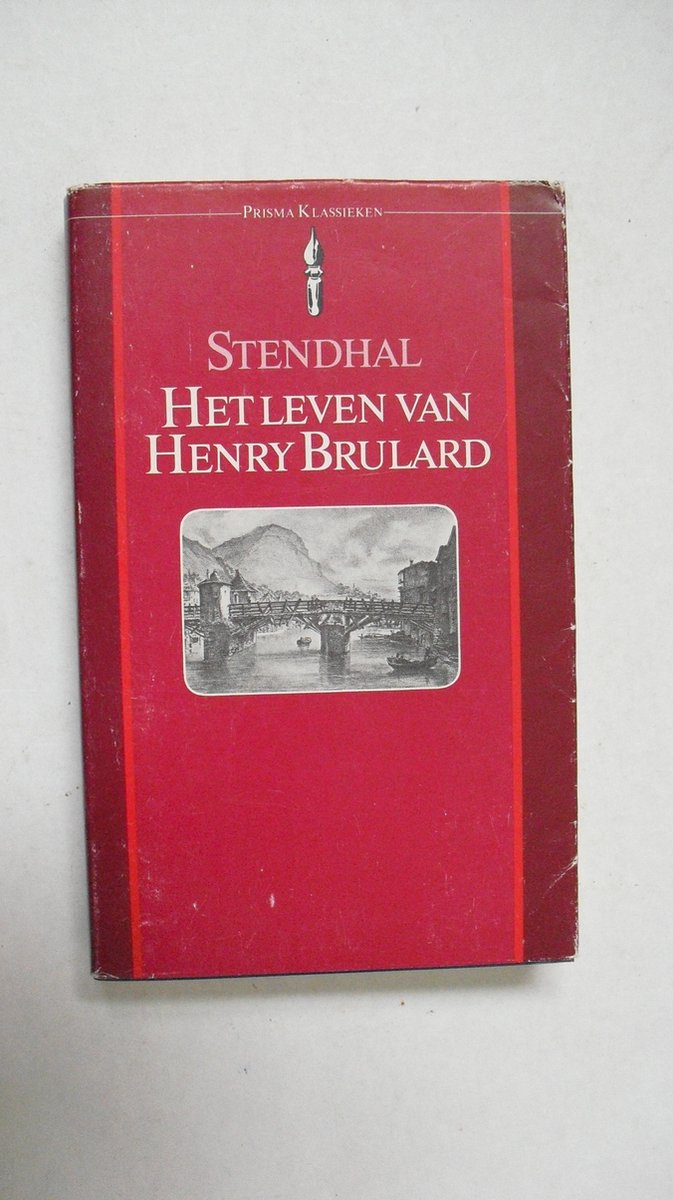 PRISMA KLASSIEKEN
STENDHAL
HET LEVEN VAN
HENRY BRULARD